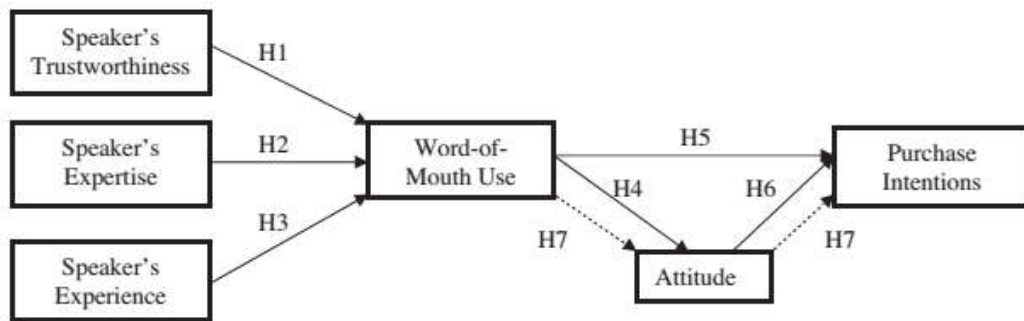 Speaker's
Trustworthiness
H1
Speaker's
Expertise
H2
Speaker's
Experience
H3
Word-of-
Mouth Use
H5
H4
H6
H7
H7
Attitude
Purchase
Intentions